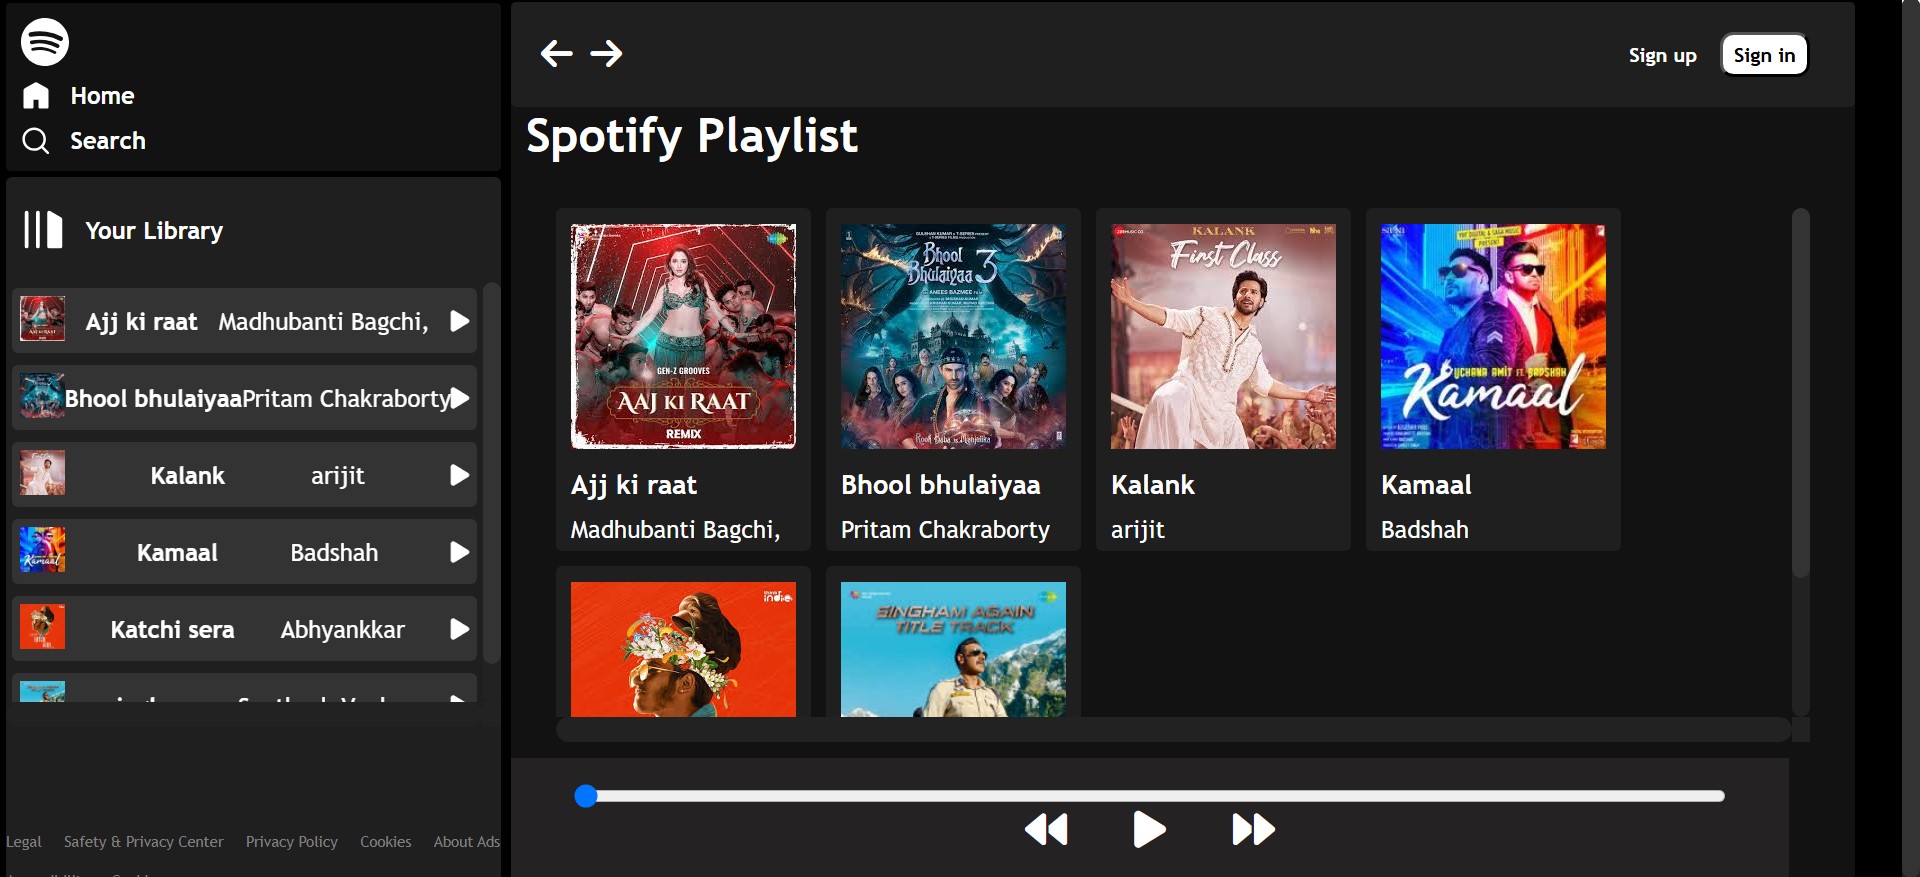 Home
Search
Your Library
Ajj ki raat Madhubanti Bagchi,
Bhool bhulaiyaa Pritam Chakraborty
Kalank arijit
Kamaal Badshah
Katchi sera Abhyankkar
Legal Safety & Privacy Center Privacy Policy Cookies About Ads
Sign up Sign in
Spotify Playlist
GEN-Z GROOVES
AAJ KI RAAT
REMIX
Ajj ki raat
Madhubanti Bagchi,
Bhool
Bhulaiyaa 3
Bhool bhulaiyaa
Pritam Chakraborty
KALANK
First Class
Kalank
arijit
UCHANA AMIT FT. BADSHAH
Kamaal
Kamaal
Badshah
indie
SINGHAM AGAIN
TITLE TRACK